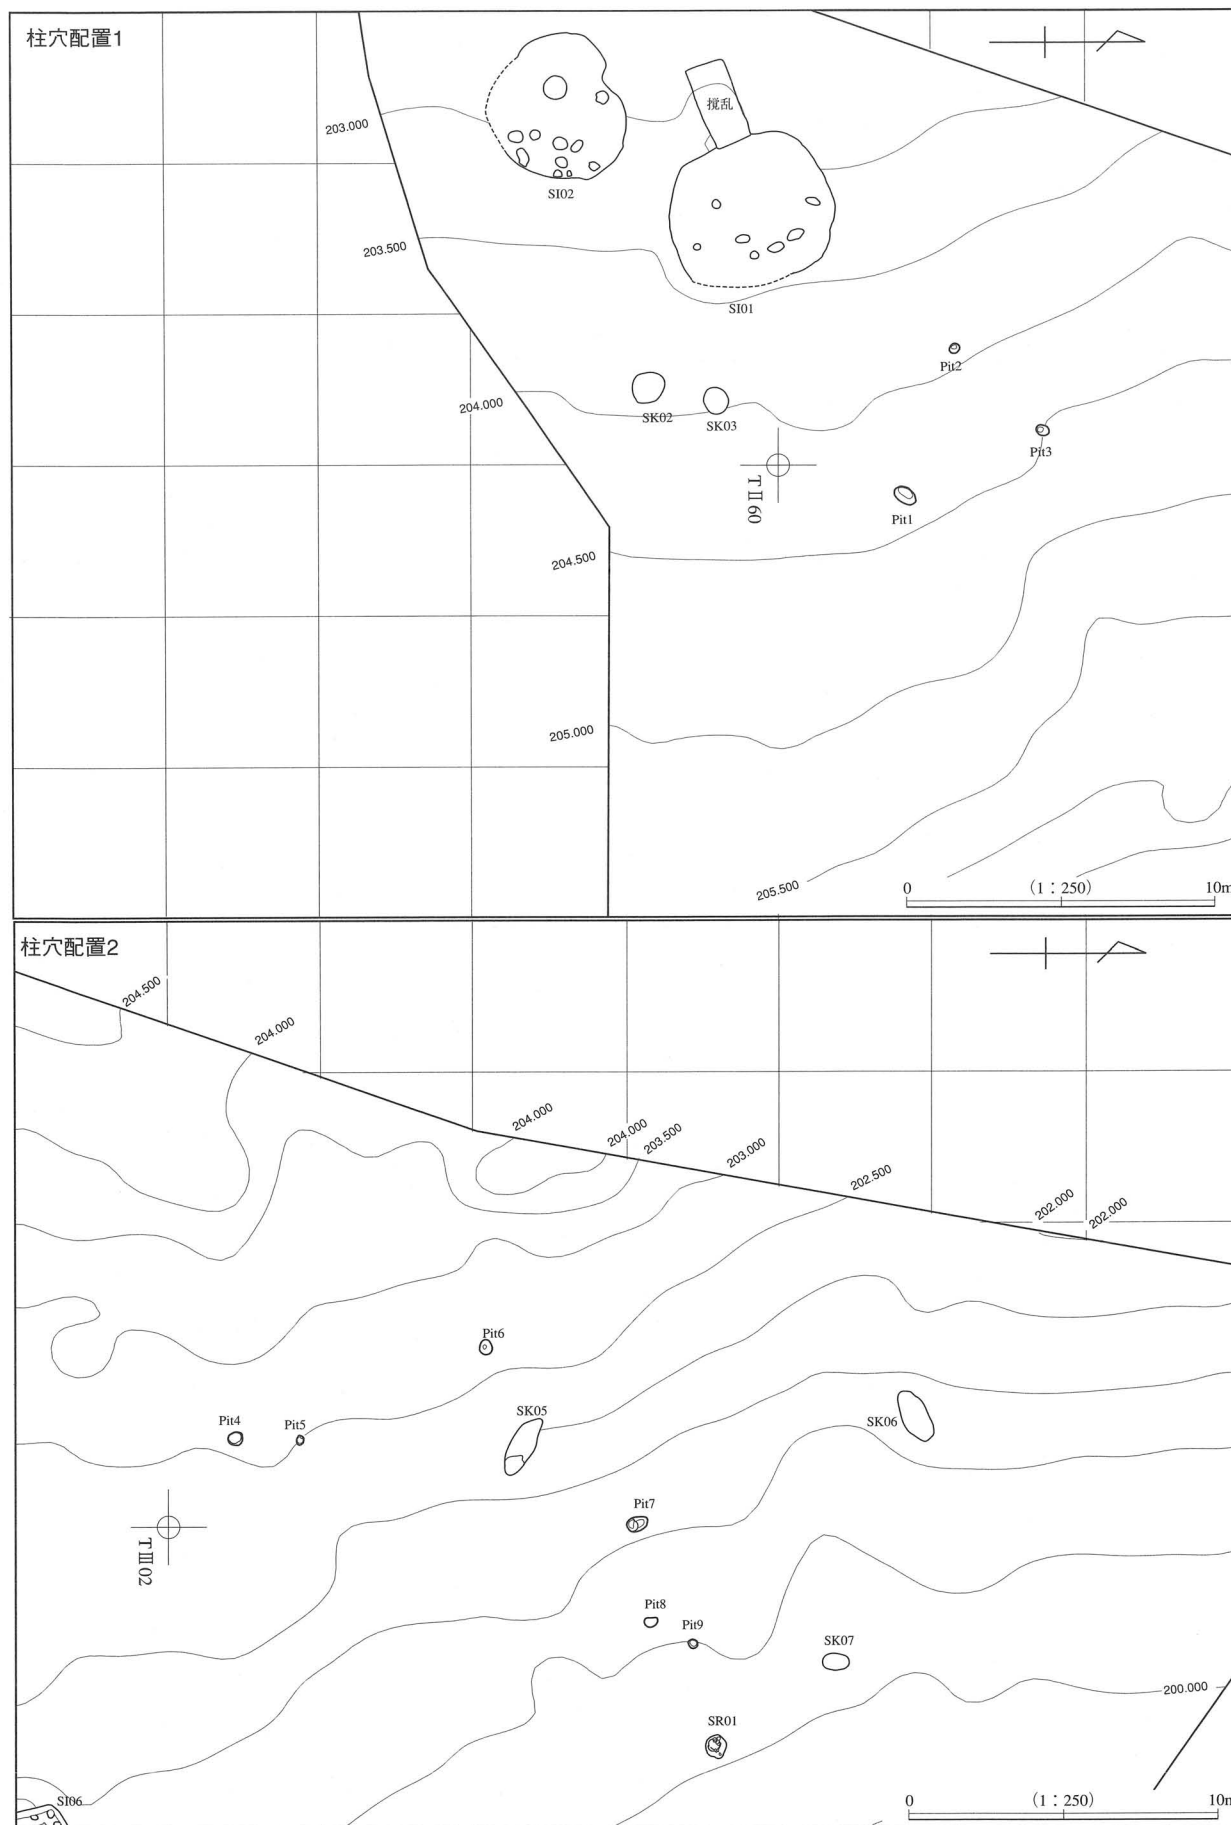 柱穴配置1
撹乱
203.000
SI02
203.500
SI01
Pit2
204.000
SK02
SK03
Pit3
TⅡ60
Pit1
204.500
205.000
205.500
0 (1:250) 10m
柱穴配置2
204.500
204.000
204.000
204.000
203.500
203.000
202.500
202.000
202.000
Pit6
Pit4
Pit5
SK05
SK06
Pit7
TⅢ02
Pit8
Pit9
SK07
200.000
SR01
SI06
0 (1:250) 10m